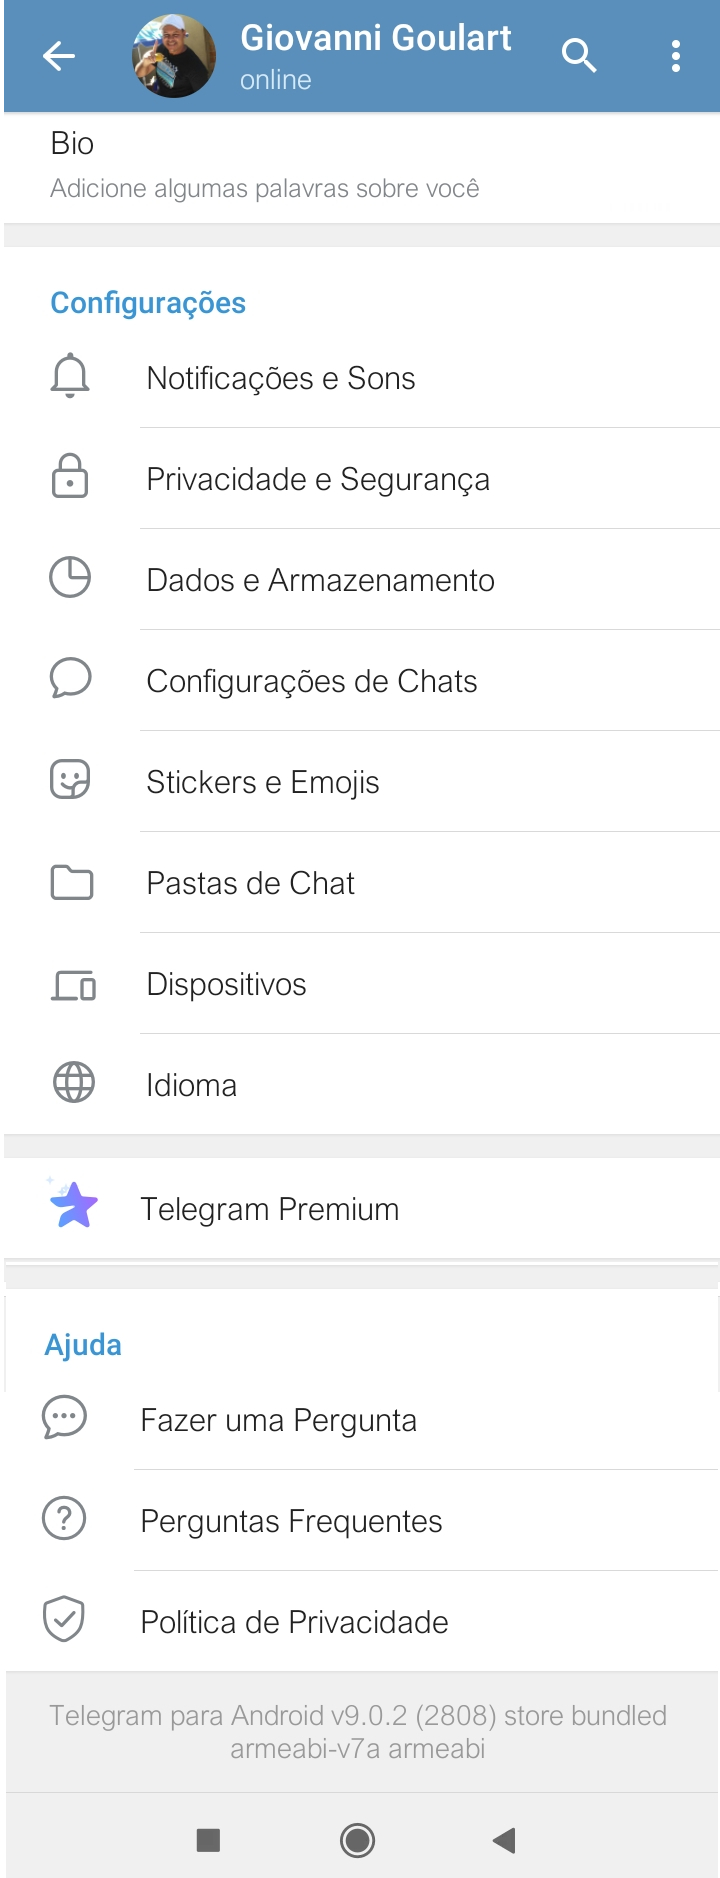 Giovanni Goulart
online
Bio
Adicione algumas palavras sobre você
Configurações
Notificações e Sons
Privacidade e Segurança
Dados e Armazenamento
Configurações de Chats
Stickers e Emojis
Pastas de Chat
Dispositivos
Idioma
Telegram Premium
Ajuda
Fazer uma Pergunta
Perguntas Frequentes
Política de Privacidade
Telegram para Android v9.0.2 (2808) store bundled
armeabi-v7a armeabi